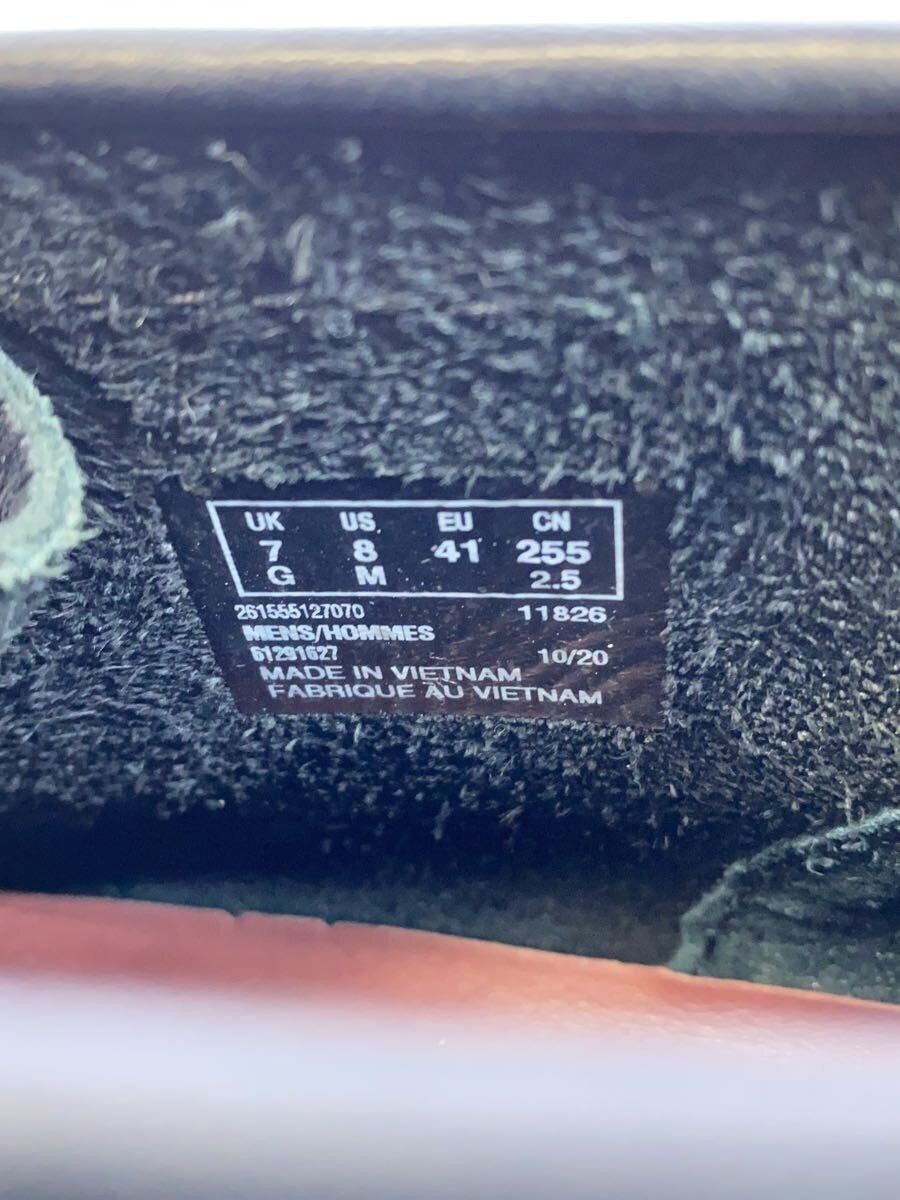 UK US. EU CN
7 8 41 255
G M 2.5
261555127070 11826
MENS/HOMMES
61291627 10/20
MADE IN VIETNAM
FABRIQUE AU VIETNAM